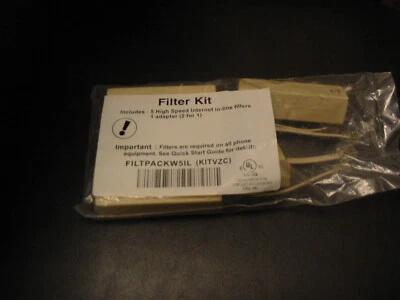 Filter Kit
Includes - 5 High Speed Internet in-line filters
1 adapter (2 for 1)
Important : Filters are required on all phone
equipment. See Quick Start Guide for details
FILTPACKW5IL (KITVZC)
UL